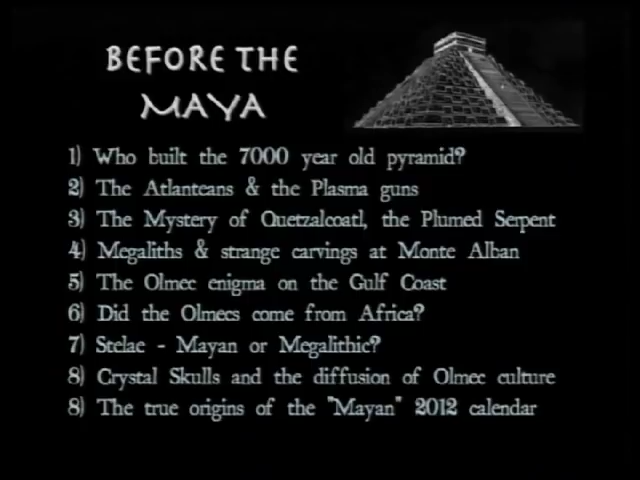 BEFORE THE
MAYA
1) Who built the 7000 year old pyramid?
2) The Atlanteans & the Plasma guns
3) The Mystery of Quetzalcoatl, the Plumed Serpent
4) Megaliths & strange carvings at Monte Alban
5) The Olmec enigma on the Gulf Coast
6) Did the Olmecs come from Africa?
7) Stelae - Mayan or Megalithic?
8) Crystal Skulls and the diffusion of Olmec culture
8) The true origins of the "Mayan" 2012 calendar